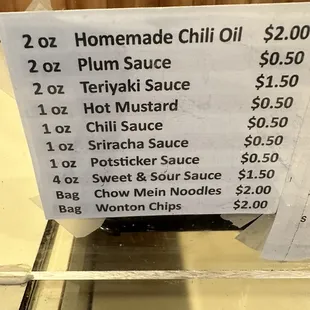 2 oz Homemade Chili Oil $2.00
2 oz Plum Sauce $0.50
2 oz Teriyaki Sauce $1.50
1 oz Hot Mustard $0.50
1 oz Chili Sauce $0.50
1 oz Sriracha Sauce $0.50
1 oz Potsticker Sauce $0.50
4 oz Sweet & Sour Sauce $1.50
Bag Chow Mein Noodles $2.00
Bag Wonton Chips $2.00